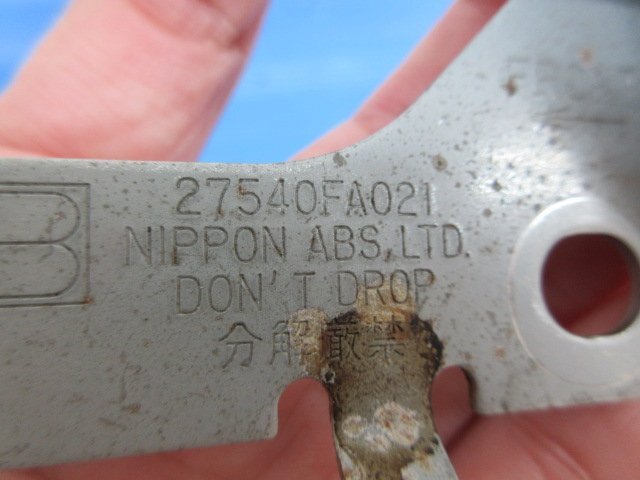 27540FA021
NIPPON ABS.LTD.
DON'T DROP
分解厳禁